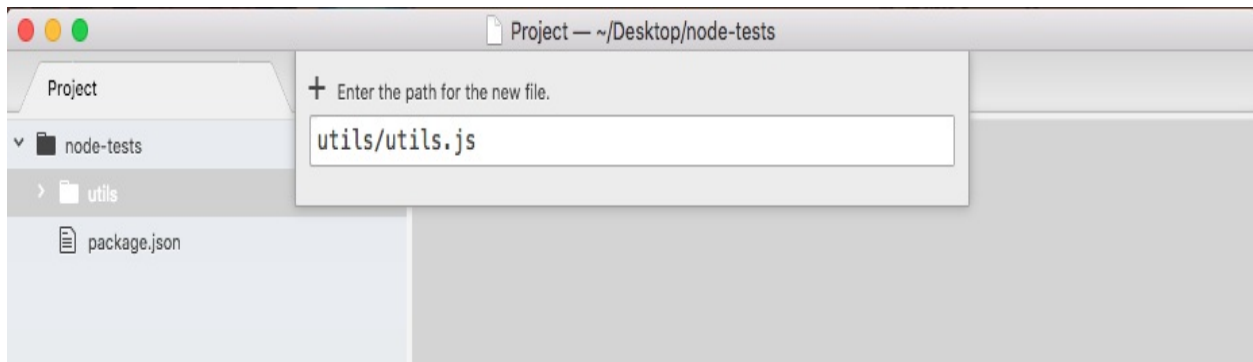 Project — ~/Desktop/node-tests
Project
+ Enter the path for the new file.
utils/utils.js
node-tests
utils
package.json